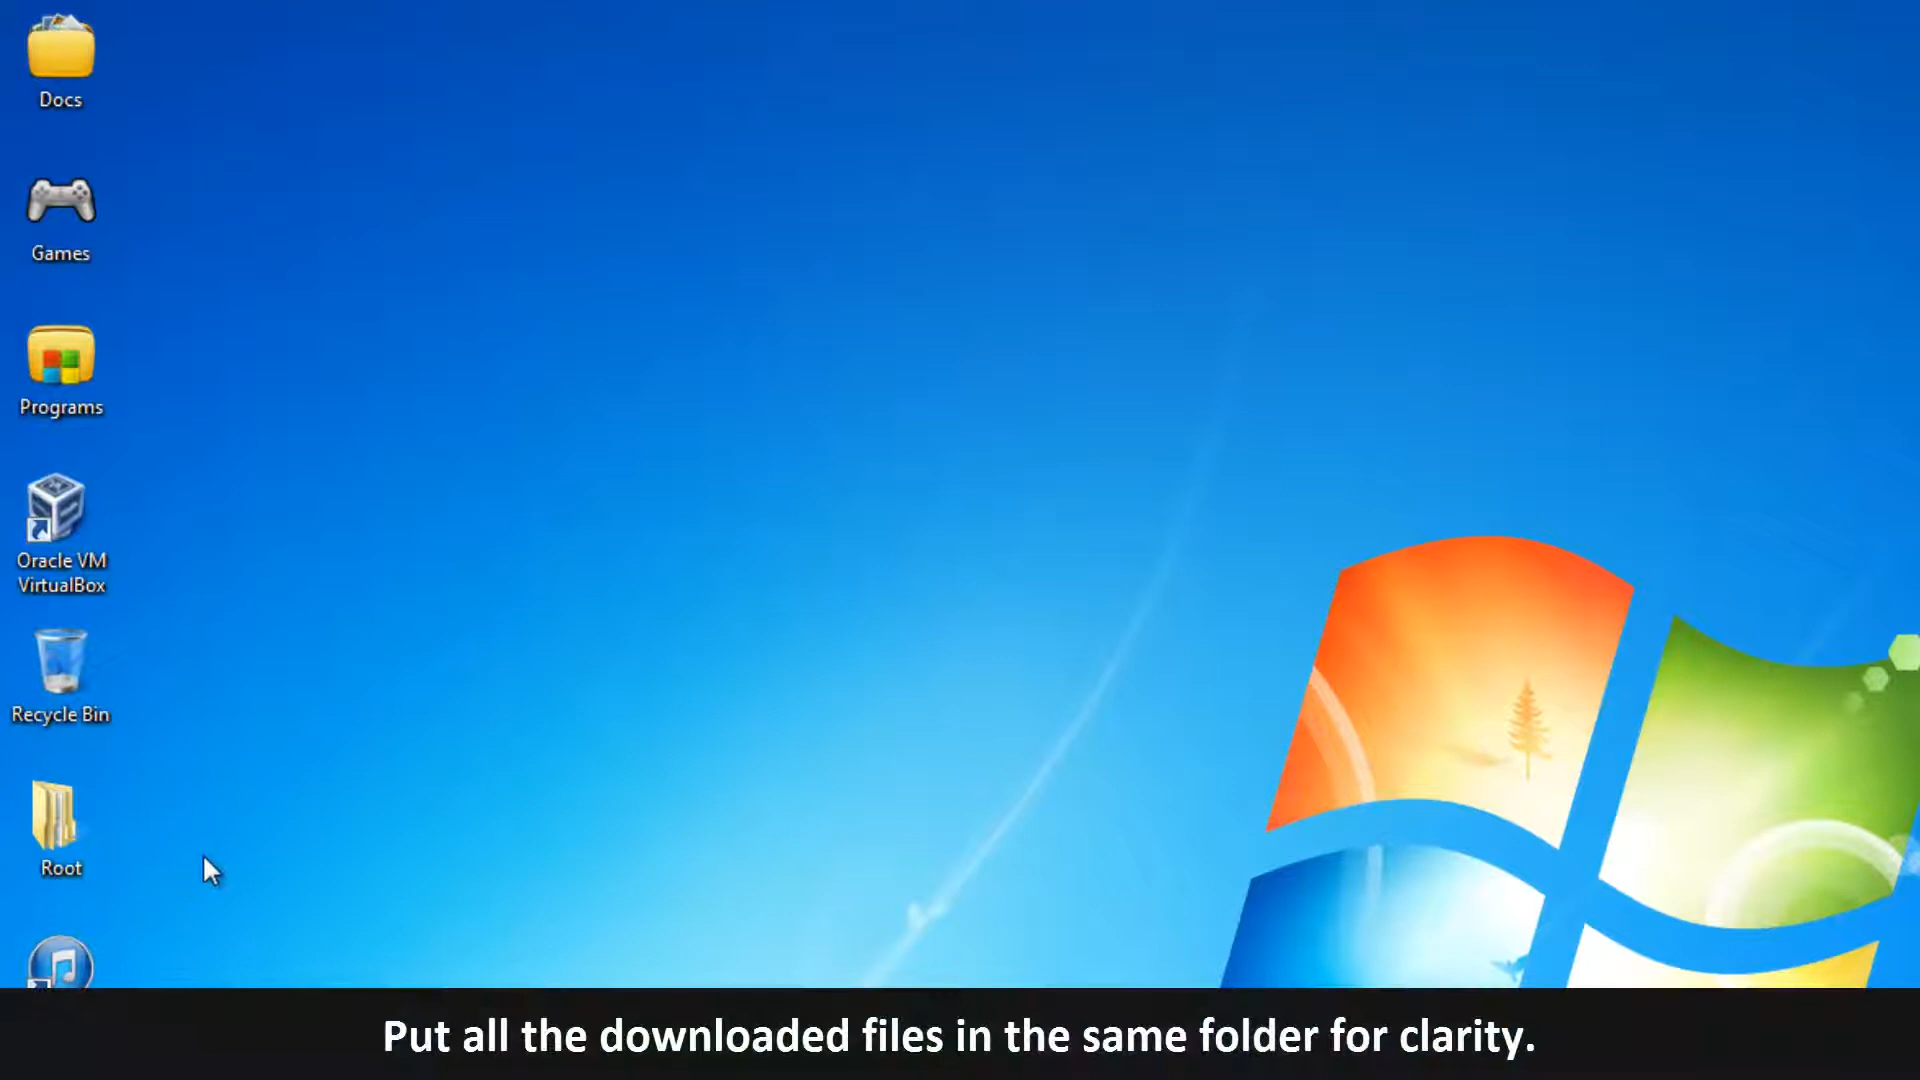 Docs
Games
Programs
Oracle VM
VirtualBox
Recycle Bin
Root
Put all the downloaded files in the same folder for clarity.